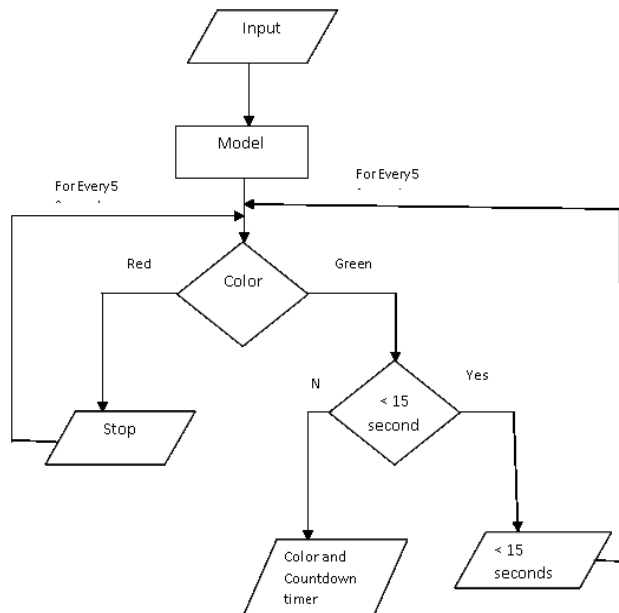 Input
Model
For Every 5
For Every 5
Red
Color
Green
N
< 15
second
Yes
Stop
Color and
Countdown
timer
< 15
seconds